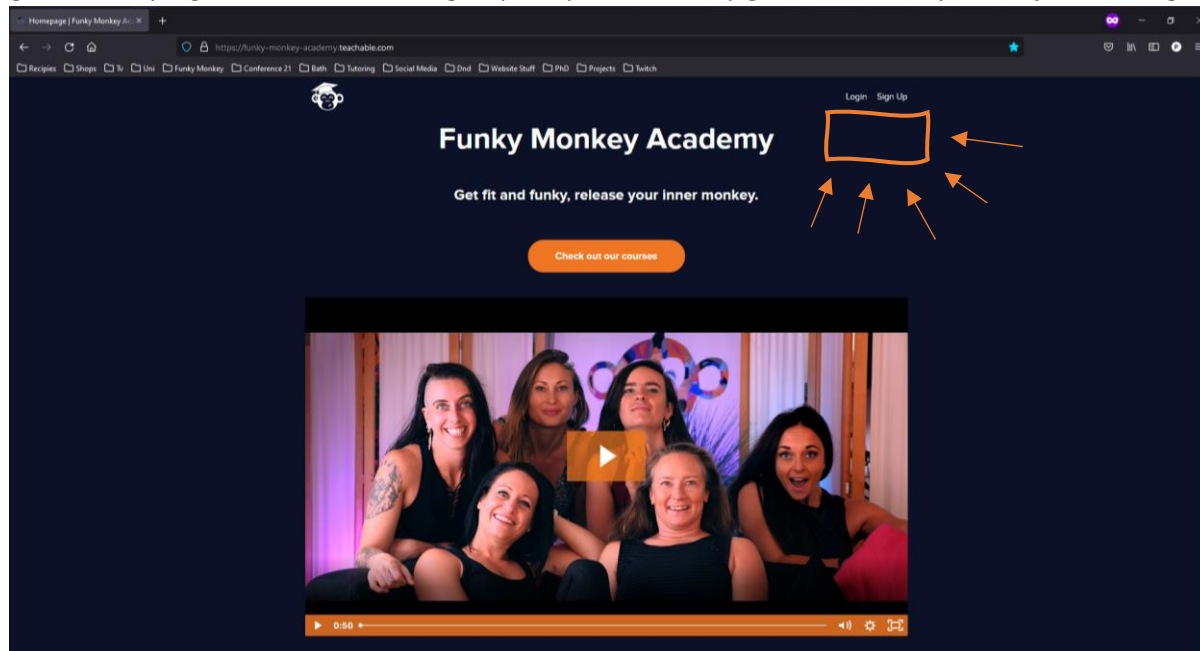 Homepage | Funky Monkey Ac
https://funky-monkey-academy.teachable.com
Recipies Shops Tv Uni Funky Monkey Conference 21 Bath Tutoring Social Media Dnd Website Stuff PhD Projects Twitch
Login Sign Up
Funky Monkey Academy
Get fit and funky, release your inner monkey.
Check out our courses
0:50